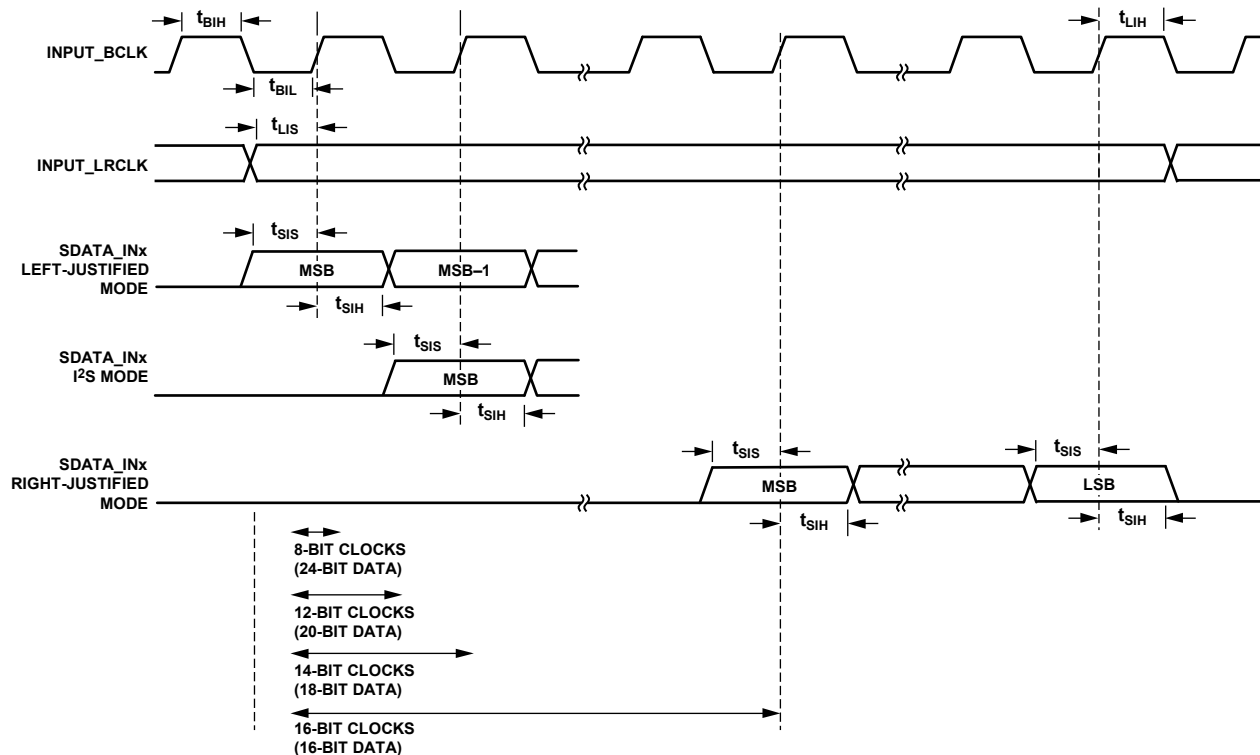 tBIH
tLIH
INPUT_BCLK
tBIL
tLIS
INPUT_LRCLK
tSIS
SDATA_INx
LEFT-JUSTIFIED
MODE
MSB
MSB–1
tSIH
SDATA_INx
I2S MODE
tSIS
MSB
tSIH
SDATA_INx
RIGHT-JUSTIFIED
MODE
tSIS
tSIS
MSB
LSB
tSIH
tSIH
8-BIT CLOCKS
(24-BIT DATA)
12-BIT CLOCKS
(20-BIT DATA)
14-BIT CLOCKS
(18-BIT DATA)
16-BIT CLOCKS
(16-BIT DATA)